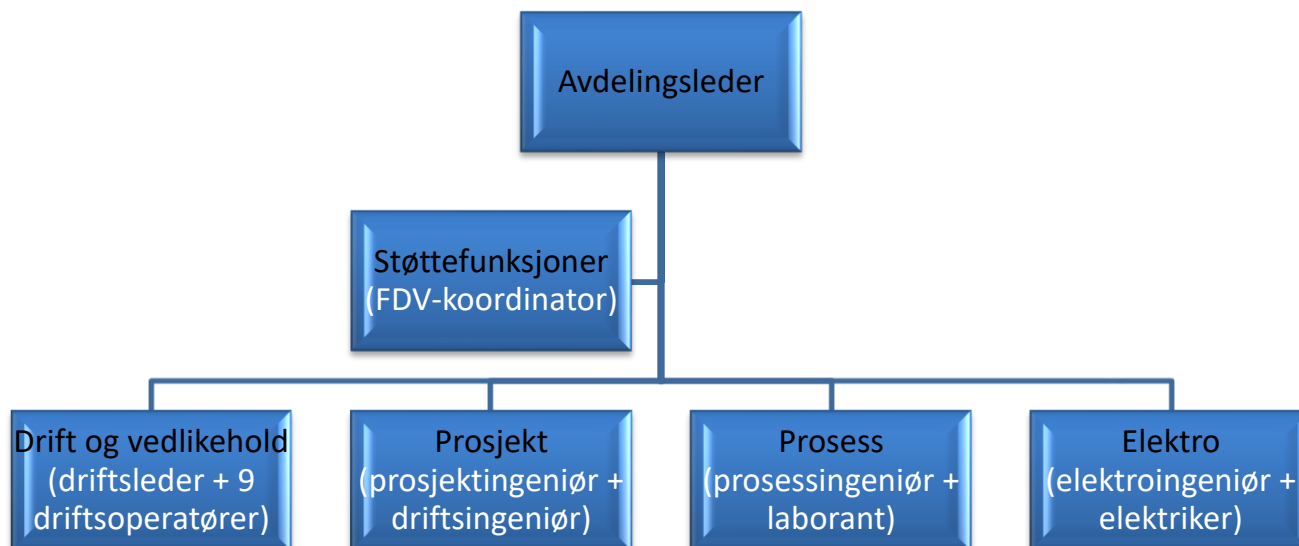 Avdelingsleder
Støttefunksjoner
(FDV-koordinator)
Drift og vedlikehold
(driftsleder + 9
driftsoperatører)
Prosjekt
(prosjektingeniør +
driftsingeniør)
Prosess
(prosessingeniør +
laborant)
Elektro
(elektroingeniør +
elektriker)